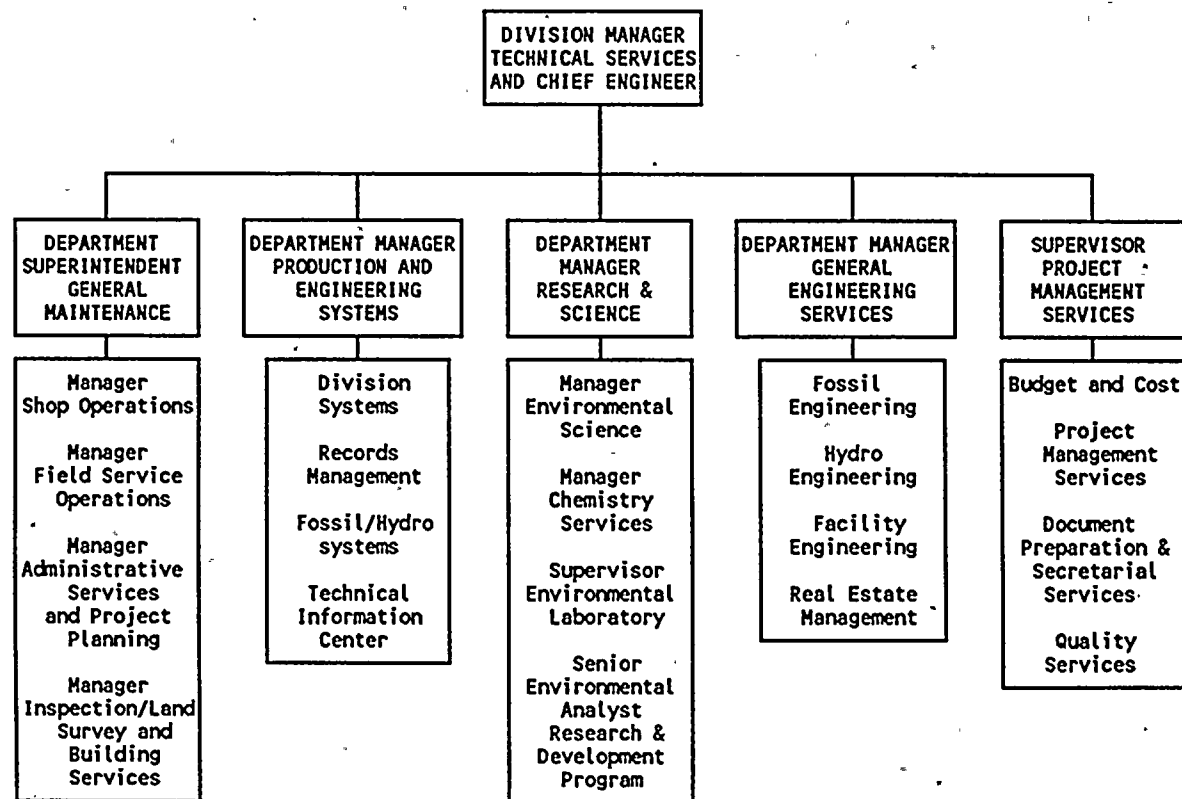 DIVISION MANAGER
TECHNICAL SERVICES
AND CHIEF ENGINEER
DEPARTMENT
SUPERINTENDENT
GENERAL
MAINTENANCE
Manager
Shop Operations
Manager
Field Service
Operations
Manager
Administrative
Services
and Project
Planning
Manager
Inspection/Land
Survey and
Building
Services
DEPARTMENT MANAGER
PRODUCTION AND
ENGINEERING
SYSTEMS
Division
Systems
Records
Management
Fossil/Hydro
systems
Technical
Information
Center
DEPARTMENT
MANAGER
RESEARCH &
SCIENCE
Manager
Environmental
Science
Manager
Chemistry
Services
Supervisor
Environmental
Laboratory
Senior
Environmental
Analyst
Research &
Development
Program
DEPARTMENT MANAGER
GENERAL
ENGINEERING
SERVICES
Fossil
Engineering
Hydro
Engineering
Facility
Engineering
Real Estate
Management
SUPERVISOR
PROJECT
MANAGEMENT
SERVICES
Budget and Cost
Project
Management
Services
Document
Preparation &
Secretarial
Services
Quality
Services